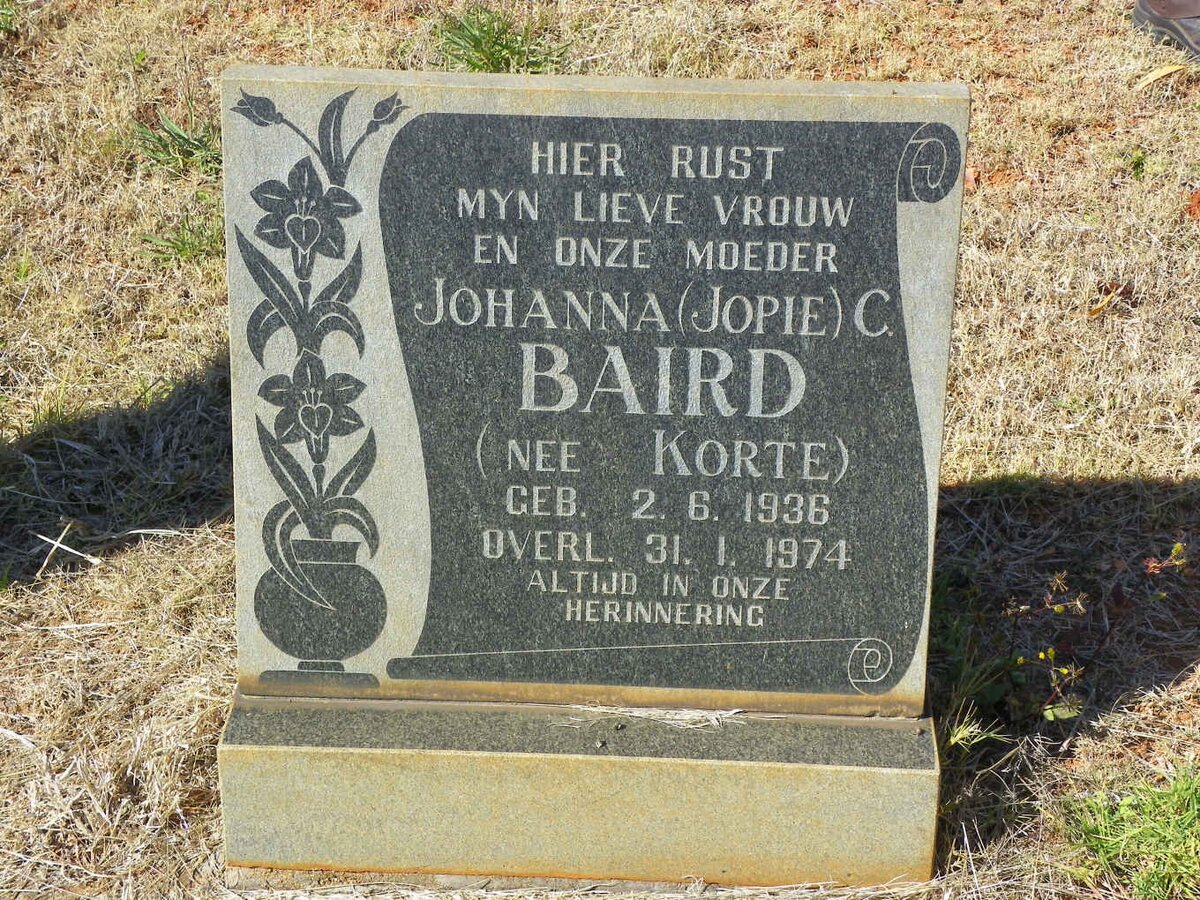 HIER RUST
MYN LIEVE VROUW
EN ONZE MOEDER
JOHANNA (JOPIE) C.
BAIRD
(NEE KORTE)
GEB. 2. 6. 1936
OVERL. 31. 1. 1974
ALTIJD IN ONZE
HERINNERING